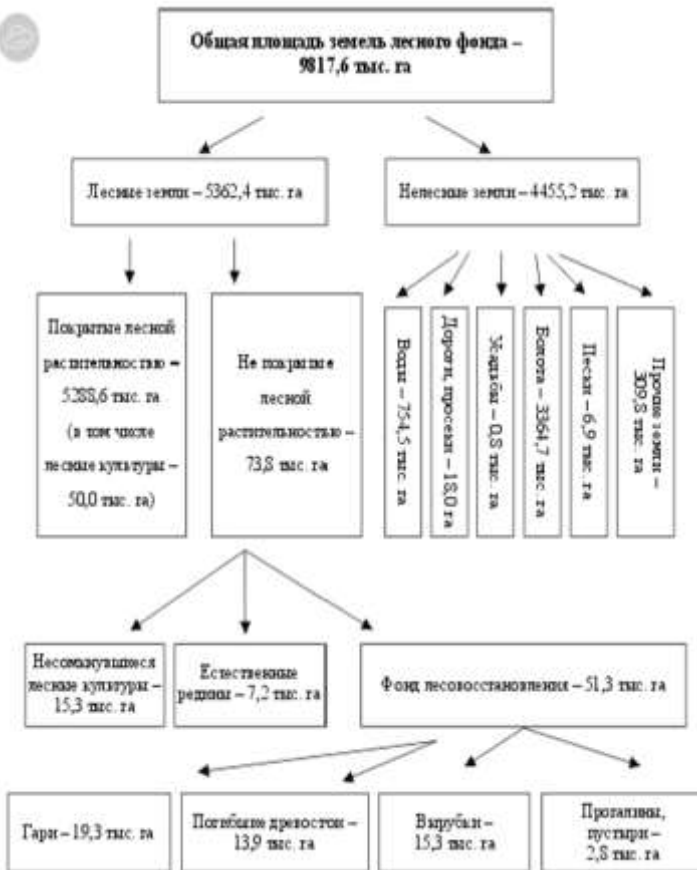 Общая площадь земель лесного фонда –
9817,6 тыс. га
Лесные земли – 5362,4 тыс. га
Нелесные земли – 4455,2 тыс. га
Покрытые лесной
растительностью –
5288,6 тыс. га
(в том числе
лесные культуры –
50,0 тыс. га)
Не покрытые
лесной
растительностью –
73,8 тыс. га
Воды – 754,5 тыс. га
Дороги, просеки – 18,0 га
Усадьбы – 0,8 тыс. га
Болота – 3364,7 тыс. га
Пески – 6,9 тыс. га
Прочие земли –
309,8 тыс. га
Несомкнувшиеся
лесные культуры –
15,3 тыс. га
Естественные
редины – 7,2 тыс. га
Фонд лесовосстановления – 51,3 тыс. га
Гари – 19,3 тыс. га
Погибшие древостои –
13,9 тыс. га
Вырубки –
15,3 тыс. га
Прогалины,
пустыри –
2,8 тыс. га